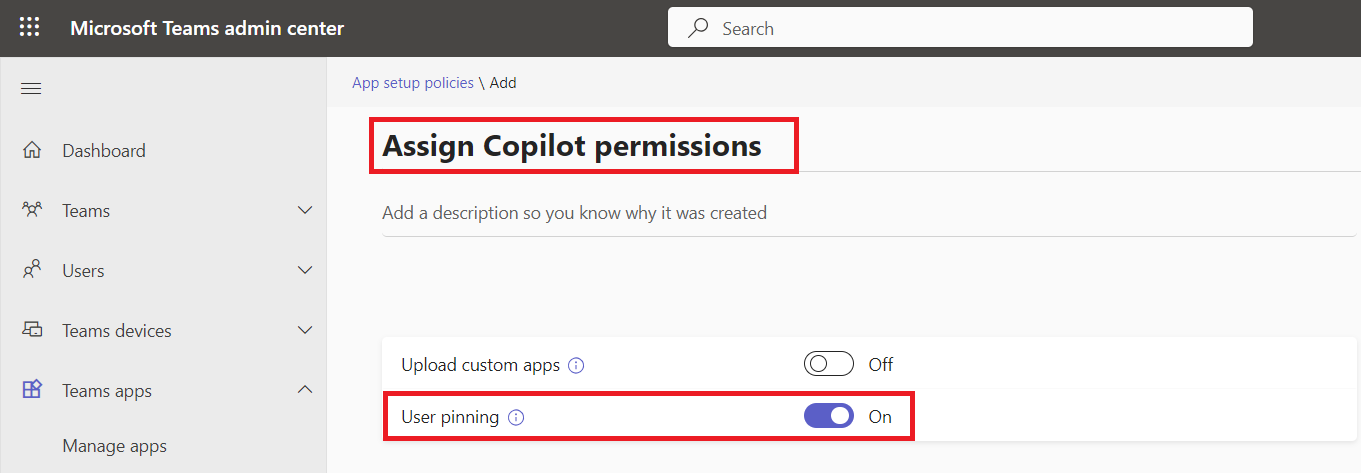 Microsoft Teams admin center
Search
App setup policies \ Add
Assign Copilot permissions
Add a description so you know why it was created
Dashboard
Teams
Users
Teams devices
Teams apps
Manage apps
Upload custom apps Off
User pinning On